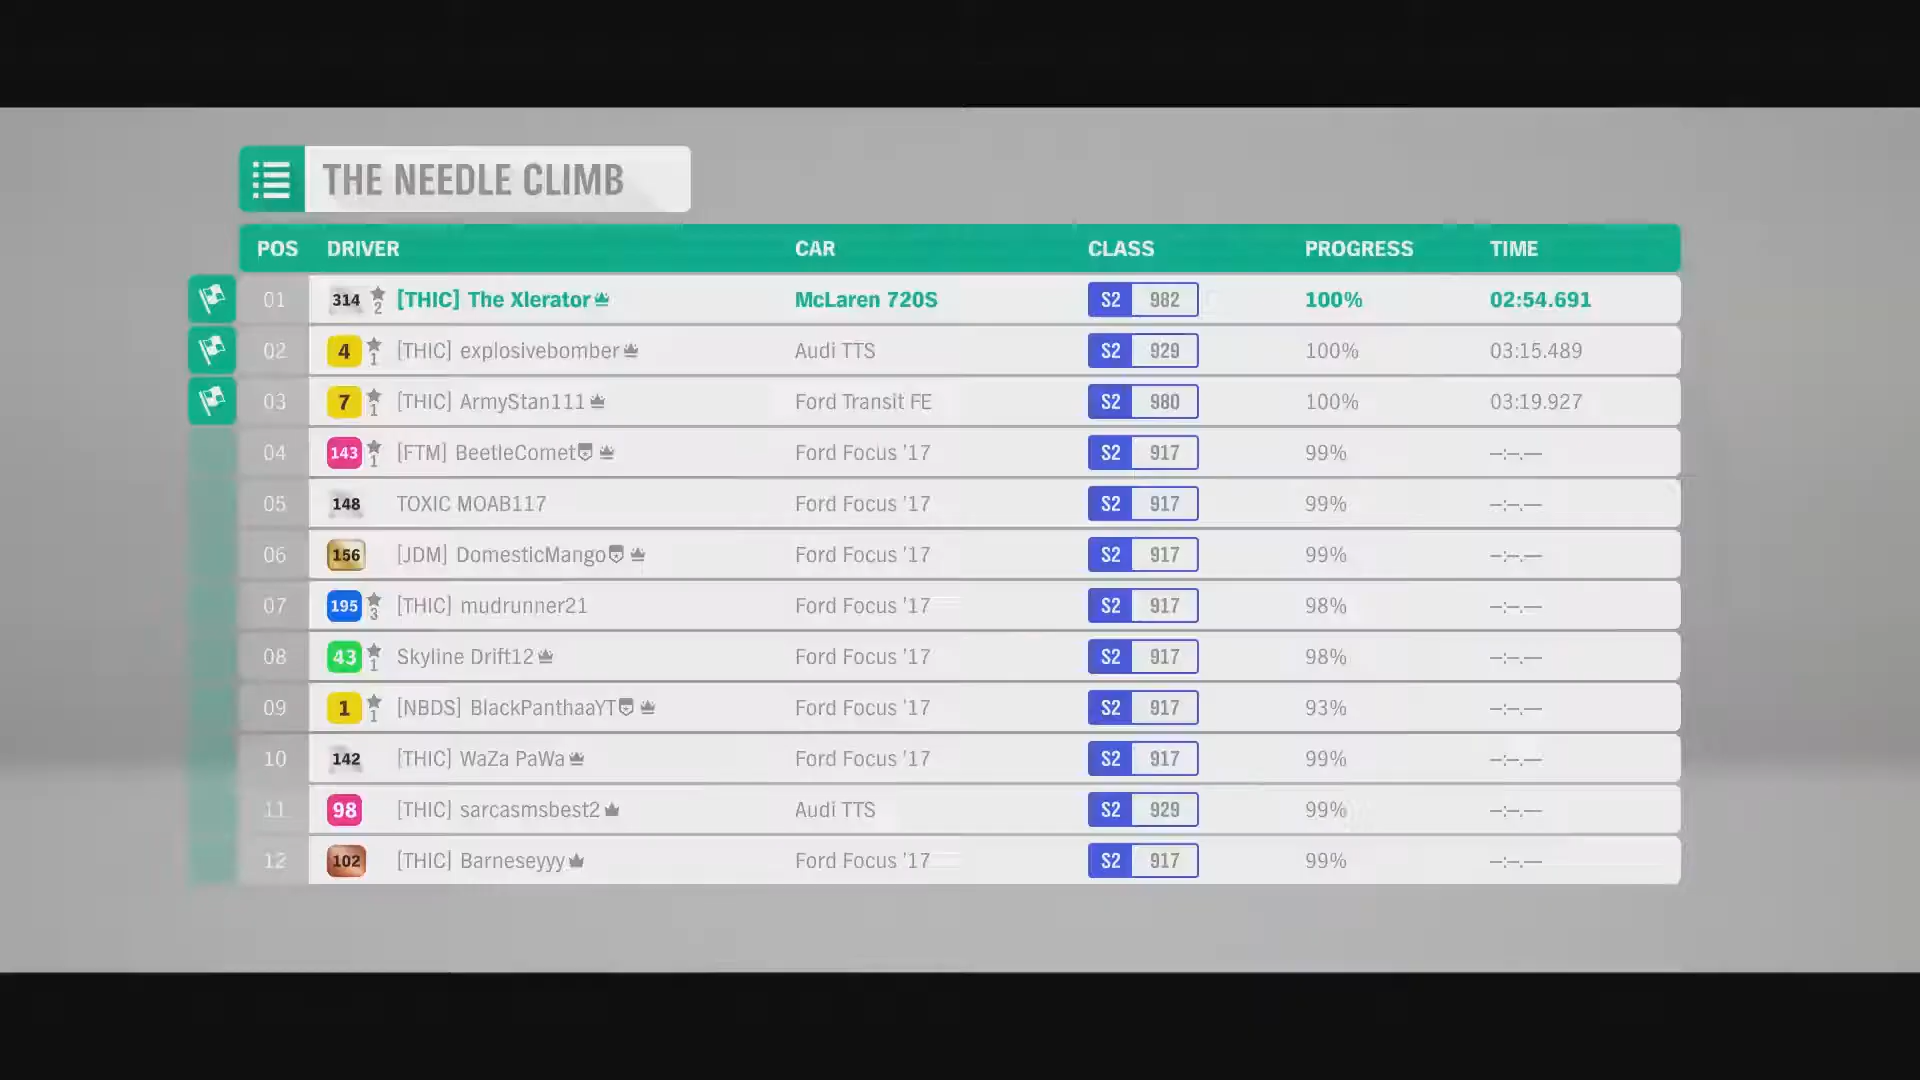 THE NEEDLE CLIMB
POS DRIVER CAR CLASS PROGRESS TIME
01 314 2 [THIC] The Xlerator McLaren 720S S2 982 100% 02:54.691
02 4 1 [THIC] explosivebomber Audi TTS S2 929 100% 03:15.489
03 7 1 [THIC] ArmyStan111 Ford Transit FE S2 980 100% 03:19.927
04 143 1 [FTM] BeetleComet Ford Focus '17 S2 917 99% --:--.---
05 148 TOXIC MOAB117 Ford Focus '17 S2 917 99% --:--.---
06 156 [JDM] DomesticMango Ford Focus '17 S2 917 99% --:--.---
07 195 3 [THIC] mudrunner21 Ford Focus '17 S2 917 98% --:--.---
08 43 1 Skyline Drift12 Ford Focus '17 S2 917 98% --:--.---
09 1 1 [NBDS] BlackPanthaaYT Ford Focus '17 S2 917 93% --:--.---
10 142 [THIC] WaZa PaWa Ford Focus '17 S2 917 99% --:--.---
11 98 [THIC] sarcasmsbest2 Audi TTS S2 929 99% --:--.---
12 102 [THIC] Barneseyyy Ford Focus '17 S2 917 99% --:--.---